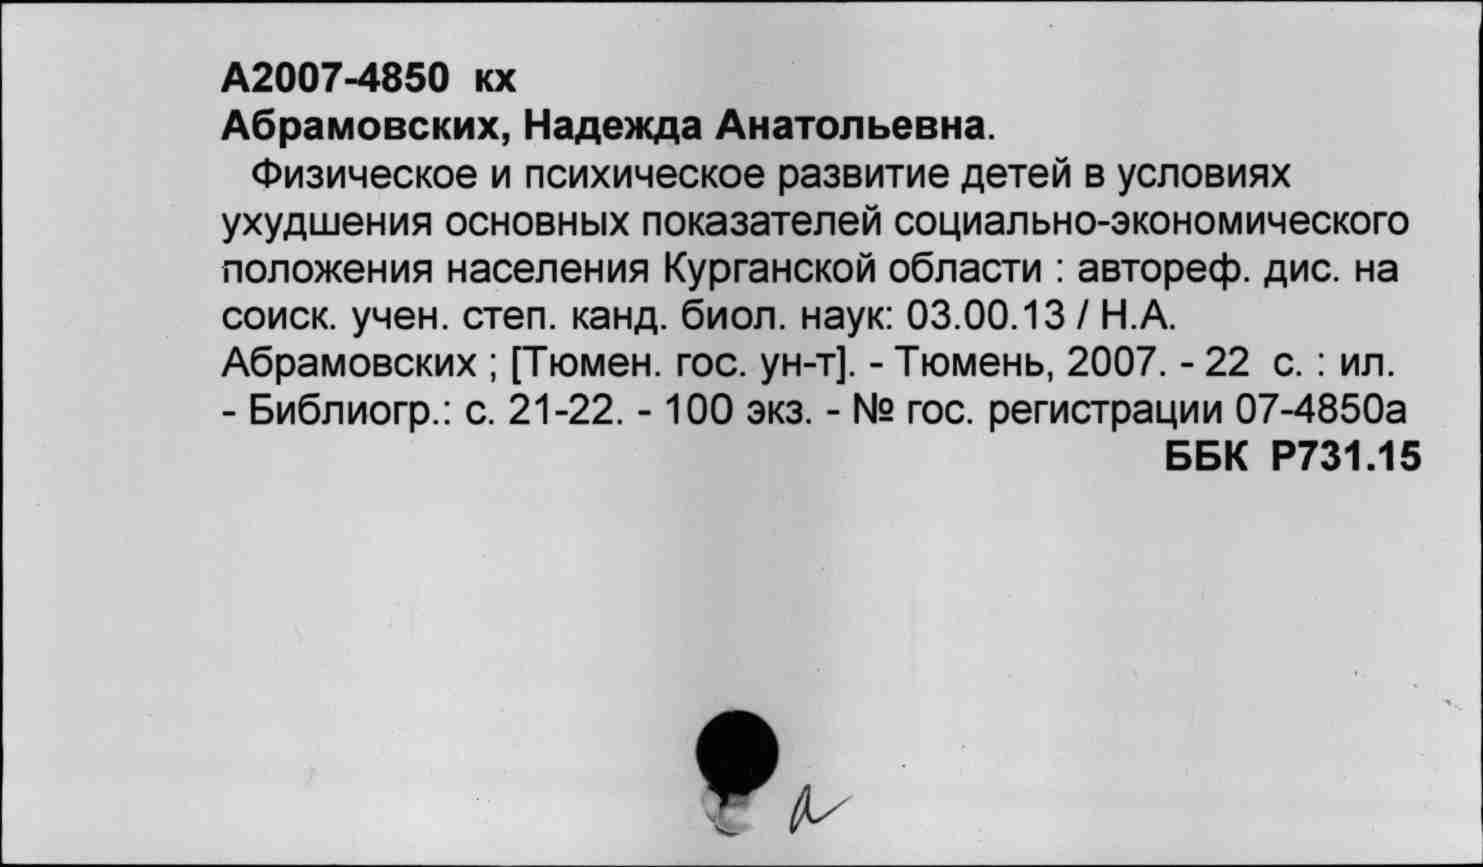 А2007-4850 кх
Абрамовских, Надежда Анатольевна.
Физическое и психическое развитие детей в условиях
ухудшения основных показателей социально-экономического
положения населения Курганской области : автореф. дис. на
соиск. учен. степ. канд. биол. наук: 03.00.13 / Н.А.
Абрамовских ; [Тюмен. гос. ун-т]. - Тюмень, 2007. - 22 с. : ил.
- Библиогр.: с. 21-22. - 100 экз. - № гос. регистрации 07-4850а
ББК Р731.15
а